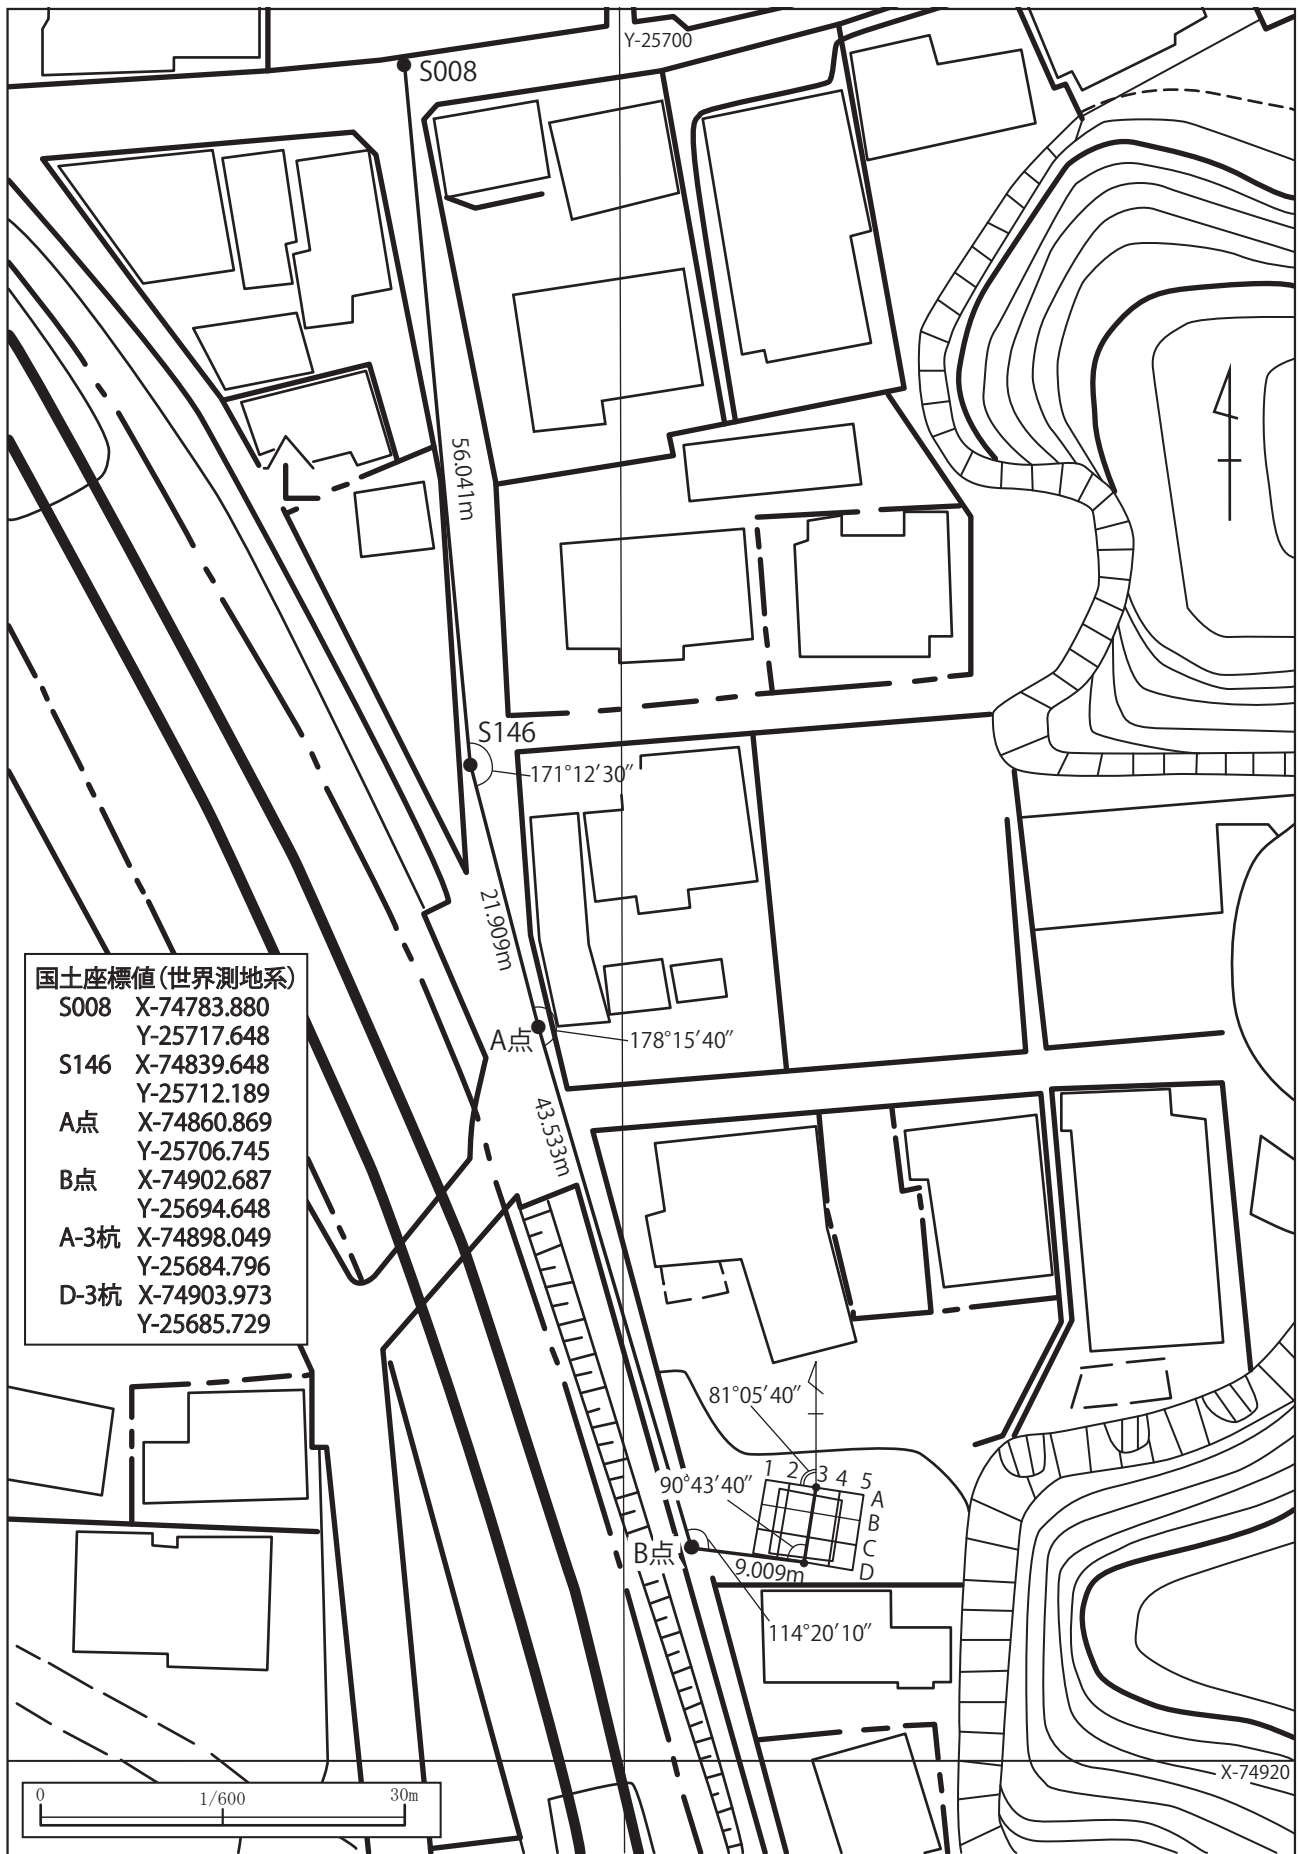 Y-25700
S008
56.041m
S146
171°12′30″
21.909m
A点
178°15′40″
43.533m
国土座標値（世界測地系）
S008 X-74783.880
Y-25717.648
S146 X-74839.648
Y-25712.189
A点 X-74860.869
Y-25706.745
B点 X-74902.687
Y-25694.648
A-3杭 X-74898.049
Y-25684.796
D-3杭 X-74903.973
Y-25685.729
81°05′40″
90°43′40″
1 2 3 4 5
A
B
C
D
B点
9.009m
114°20′10″
X-74920
0 1/600 30m